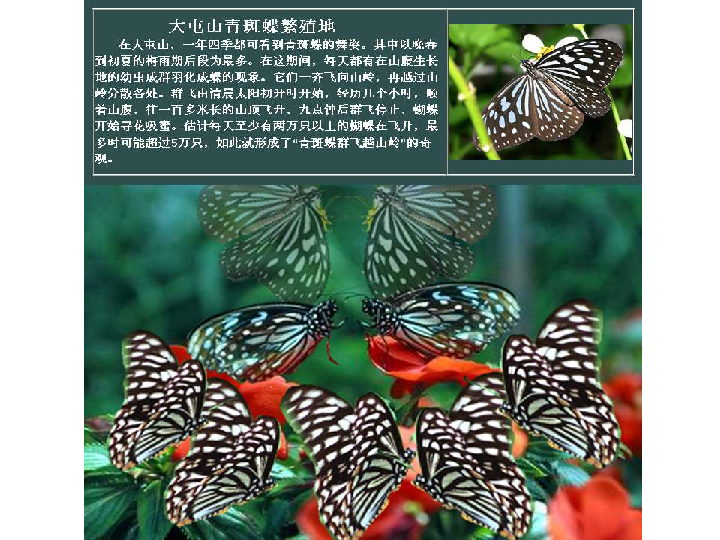 大屯山青斑蝶繁殖地
在大屯山，一年四季都可看到青斑蝶的舞姿。其中以晚春
到初夏的梅雨期后段为最多。在这期间，每天都有在山腹生长
地的幼虫成群羽化成蝶的现象。它们一齐飞向山岭，再越过山
岭分散各处。群飞由清晨太阳初升时开始，经历几个小时，顺
着山腹，往一百多米长的山顶飞升。九点钟后群飞停止，蝴蝶
开始寻花吸蜜。估计每天至少有两万只以上的蝴蝶在飞升，最
多时可能超过5万只，如此就形成了“青斑蝶群飞越山岭”的奇
观。